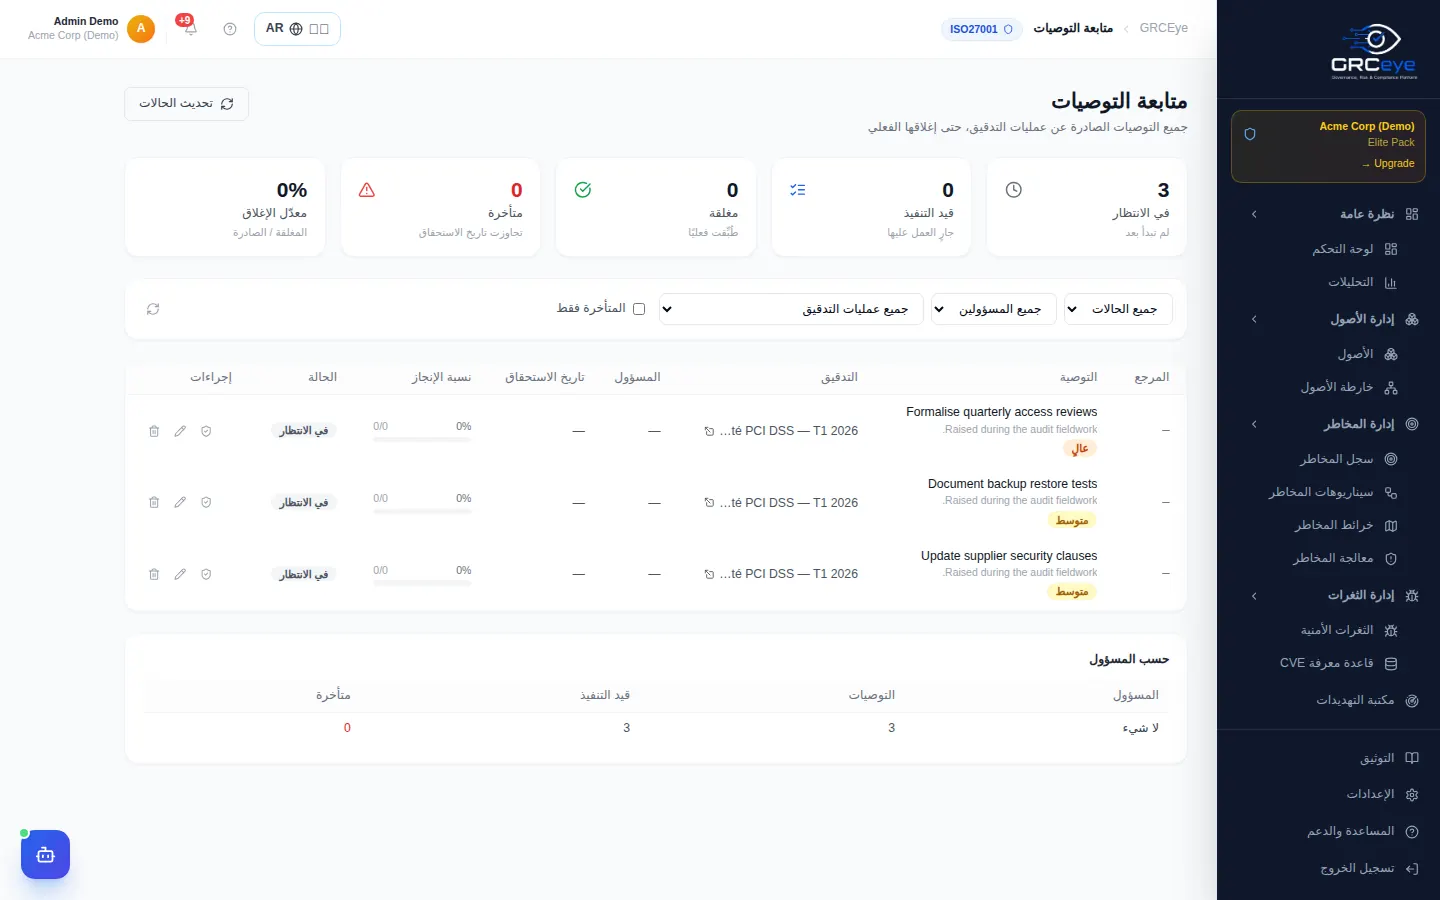 GRCeye
Governance, Risk & Compliance Platform
Acme Corp (Demo)
Elite Pack
Upgrade →
نظرة عامة
لوحة التحكم
التحليلات
إدارة الأصول
الأصول
خارطة الأصول
إدارة المخاطر
سجل المخاطر
سيناريوهات المخاطر
خرائط المخاطر
معالجة المخاطر
إدارة الثغرات
الثغرات الأمنية
قاعدة معرفة CVE
مكتبة التهديدات
التوثيق
الإعدادات
المساعدة والدعم
تسجيل الخروج
GRCEye
متابعة التوصيات
ISO27001
AR
+9
A
Admin Demo
Acme Corp (Demo)
متابعة التوصيات
جميع التوصيات الصادرة عن عمليات التدقيق، حتى إغلاقها الفعلي
تحديث الحالات
3
في الانتظار
لم تبدأ بعد
0
قيد التنفيذ
جارٍ العمل عليها
0
مغلقة
طُبِّقت فعليًا
0
متأخرة
تجاوزت تاريخ الاستحقاق
0%
معدّل الإغلاق
المغلقة / الصادرة
جميع الحالات
جميع المسؤولين
جميع عمليات التدقيق
المتأخرة فقط
المرجع التوصية التدقيق المسؤول تاريخ الاستحقاق نسبة الإنجاز الحالة إجراءات
– Formalise quarterly access reviews …té PCI DSS — T1 2026 — — 0% 0/0 في الانتظار
Raised during the audit fieldwork.
عالٍ
– Document backup restore tests …té PCI DSS — T1 2026 — — 0% 0/0 في الانتظار
Raised during the audit fieldwork.
متوسط
– Update supplier security clauses …té PCI DSS — T1 2026 — — 0% 0/0 في الانتظار
Raised during the audit fieldwork.
متوسط
حسب المسؤول
المسؤول التوصيات قيد التنفيذ متأخرة
لا شيء 3 3 0